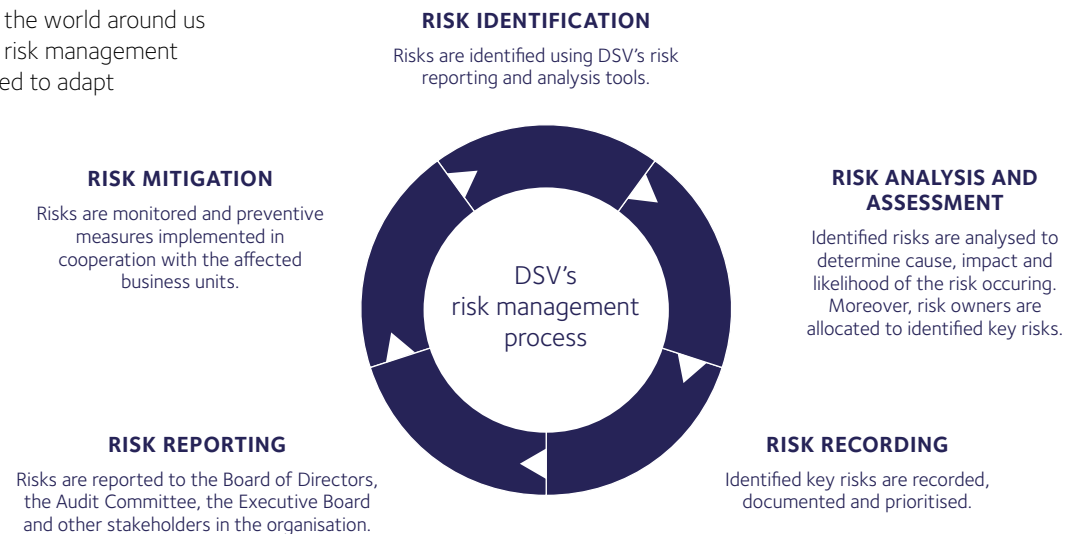 the world around us
risk management
ed to adapt
RISK IDENTIFICATION
Risks are identified using DSV's risk
reporting and analysis tools.
RISK ANALYSIS AND
ASSESSMENT
Identified risks are analysed to
determine cause, impact and
likelihood of the risk occuring.
Moreover, risk owners are
allocated to identified key risks.
RISK RECORDING
Identified key risks are recorded,
documented and prioritised.
RISK REPORTING
Risks are reported to the Board of Directors,
the Audit Committee, the Executive Board
and other stakeholders in the organisation.
RISK MITIGATION
Risks are monitored and preventive
measures implemented in
cooperation with the affected
business units.
DSV's
risk management
process